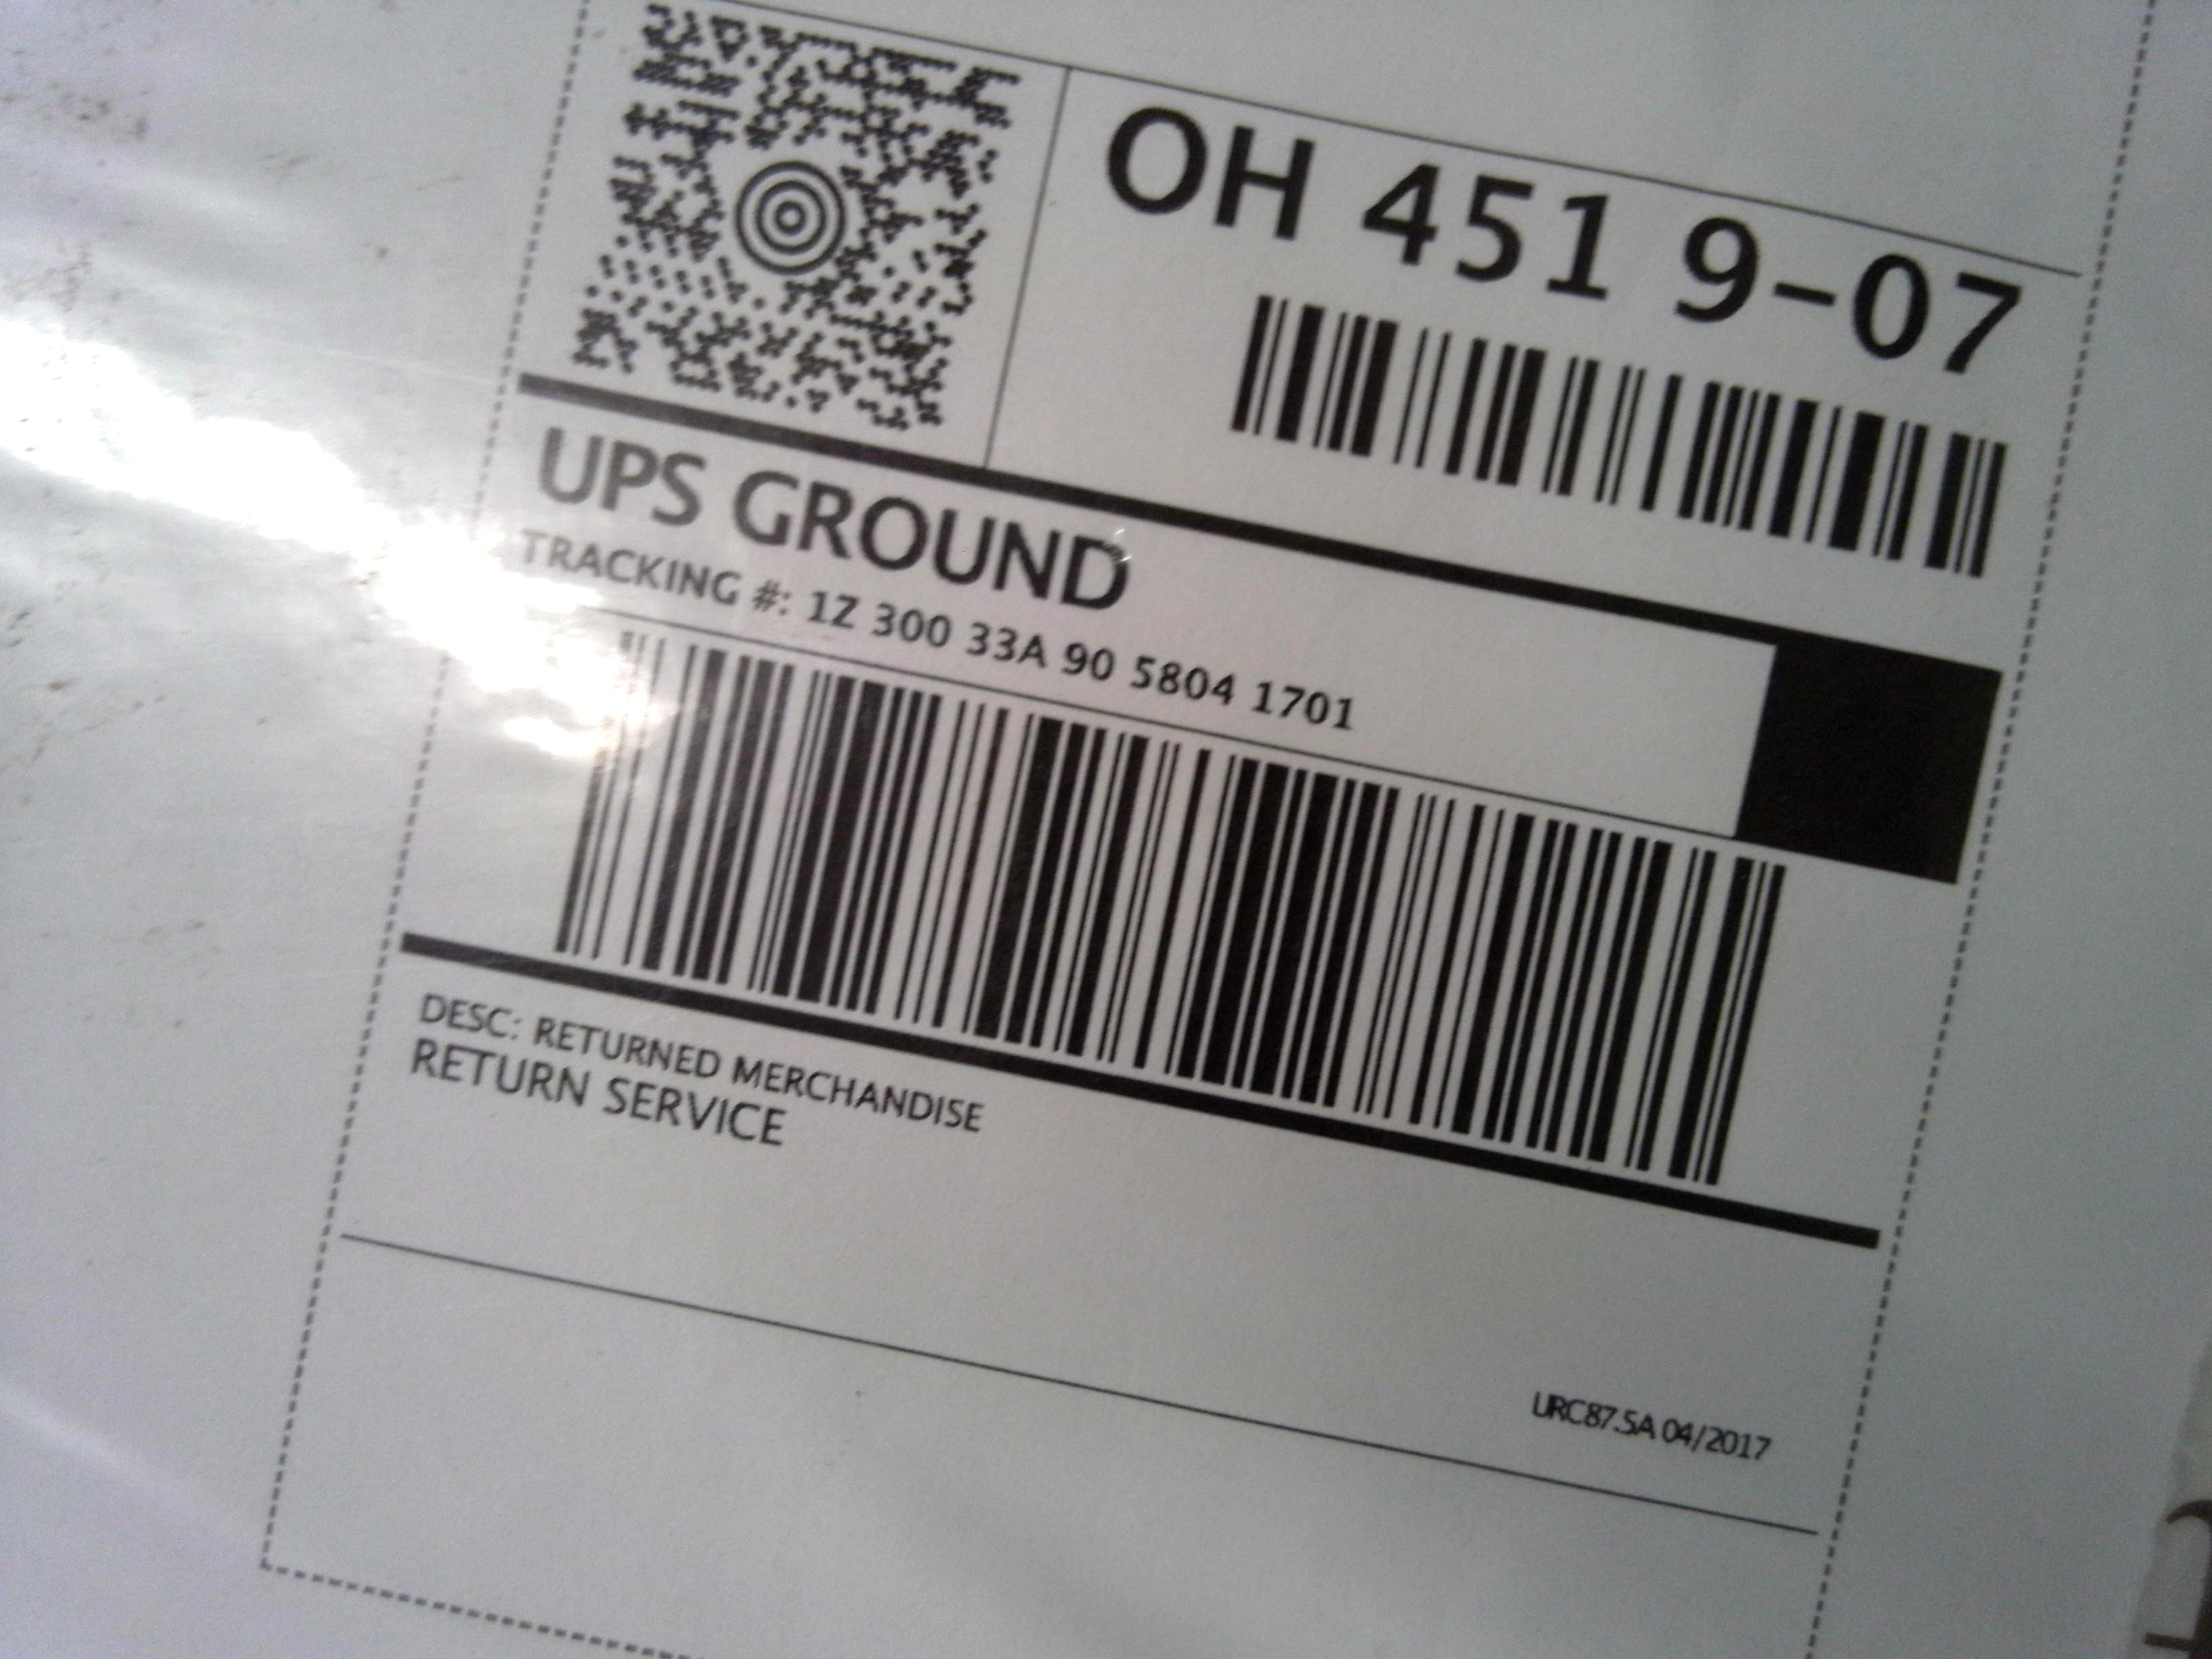 OH 451 9-07
UPS GROUND
TRACKING #: 1Z 300 33A 90 5804 1701
DESC: RETURNED MERCHANDISE
RETURN SERVICE
URC87.5A 04/2017